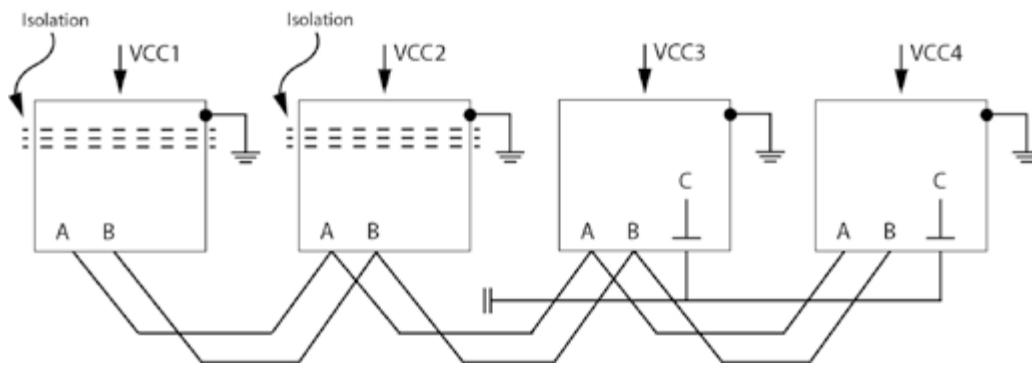 Isolation
Isolation
VCC1
VCC2
VCC3
VCC4
C
C
A B
A B
A B
A B